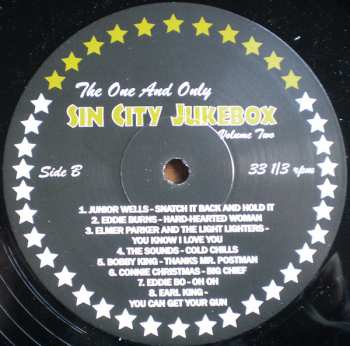 The One And Only
SIN CITY JUKEBOX
Volume Two
Side B
33 1/3 rpm
1. JUNIOR WELLS - SNATCH IT BACK AND HOLD IT
2. EDDIE BURNS - HARD-HEARTED WOMAN
3. ELMER PARKER AND THE LIGHT LIGHTERS -
YOU KNOW I LOVE YOU
4. THE SOUNDS - COLD CHILLS
5. BOBBY KING - THANKS MR. POSTMAN
6. CONNIE CHRISTMAS - BIG CHIEF
7. EDDIE BO - OH OH
8. EARL KING -
YOU CAN GET YOUR GUN